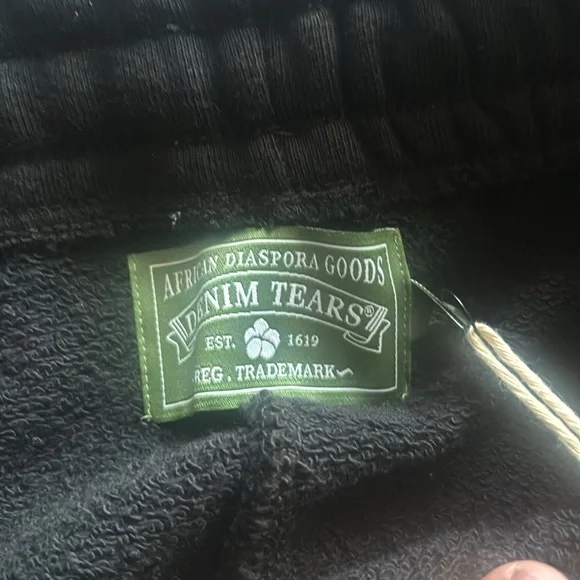 AFRICAN DIASPORA GOODS
DENIM TEARS®
EST. 1619
REG. TRADEMARK